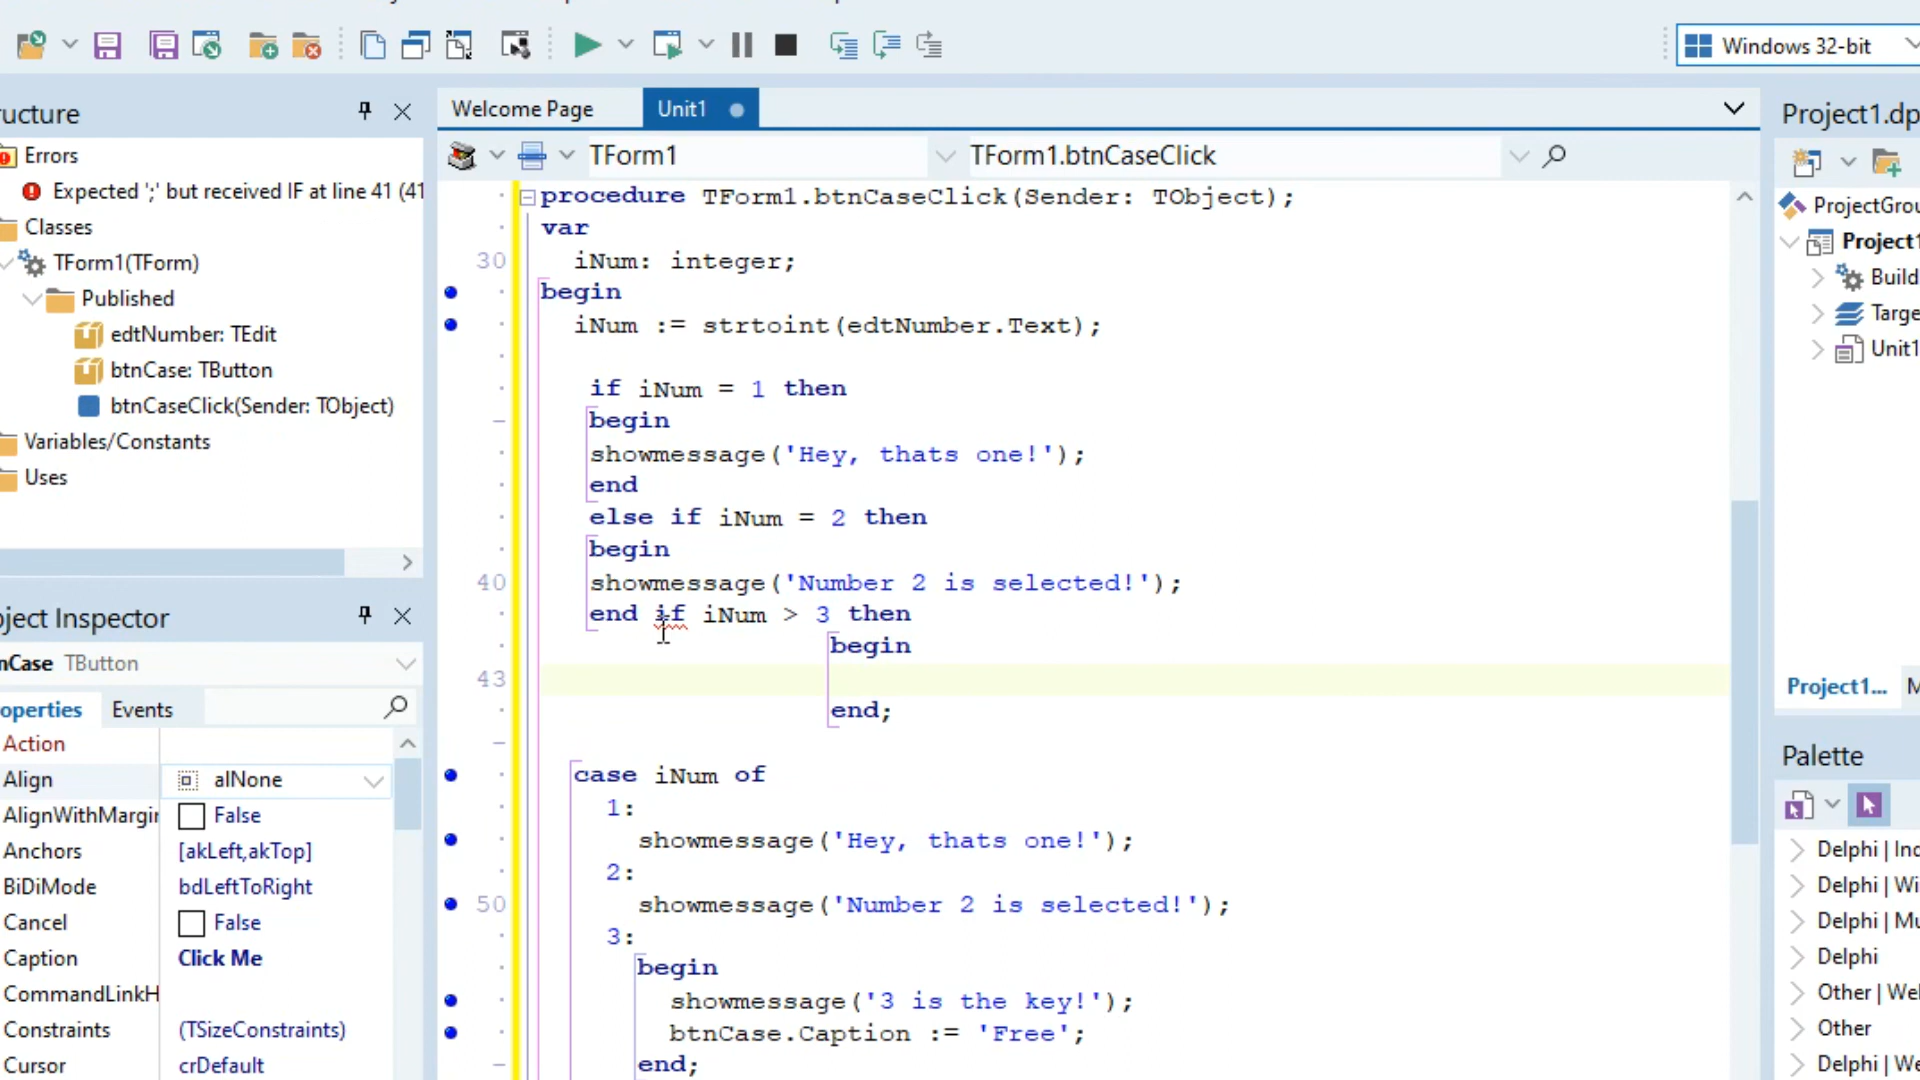 Windows 32-bit
ructure
Errors
Expected ';' but received IF at line 41 (41
Classes
TForm1(TForm)
Published
edtNumber: TEdit
btnCase: TButton
btnCaseClick(Sender: TObject)
Variables/Constants
Uses
Welcome Page
Unit1
TForm1
TForm1.btnCaseClick
procedure TForm1.btnCaseClick(Sender: TObject);
var
30 iNum: integer;
begin
iNum := strtoint(edtNumber.Text);
if iNum = 1 then
begin
showmessage('Hey, thats one!');
end
else if iNum = 2 then
begin
40 showmessage('Number 2 is selected!');
end if iNum > 3 then
begin
43
end;
case iNum of
1:
showmessage('Hey, thats one!');
2:
50 showmessage('Number 2 is selected!');
3:
begin
showmessage('3 is the key!');
btnCase.Caption := 'Free';
end;
ject Inspector
nCase TButton
operties
Events
Action
Align alNone
AlignWithMargin False
Anchors [akLeft,akTop]
BiDiMode bdLeftToRight
Cancel False
Caption Click Me
CommandLinkH
Constraints (TSizeConstraints)
Cursor crDefault
Project1.dp
ProjectGrou
Project1
Build
Targe
Unit1
Project1...
Palette
Delphi | Ind
Delphi | Wi
Delphi | Mu
Delphi
Other | Wel
Other
Delphi | We